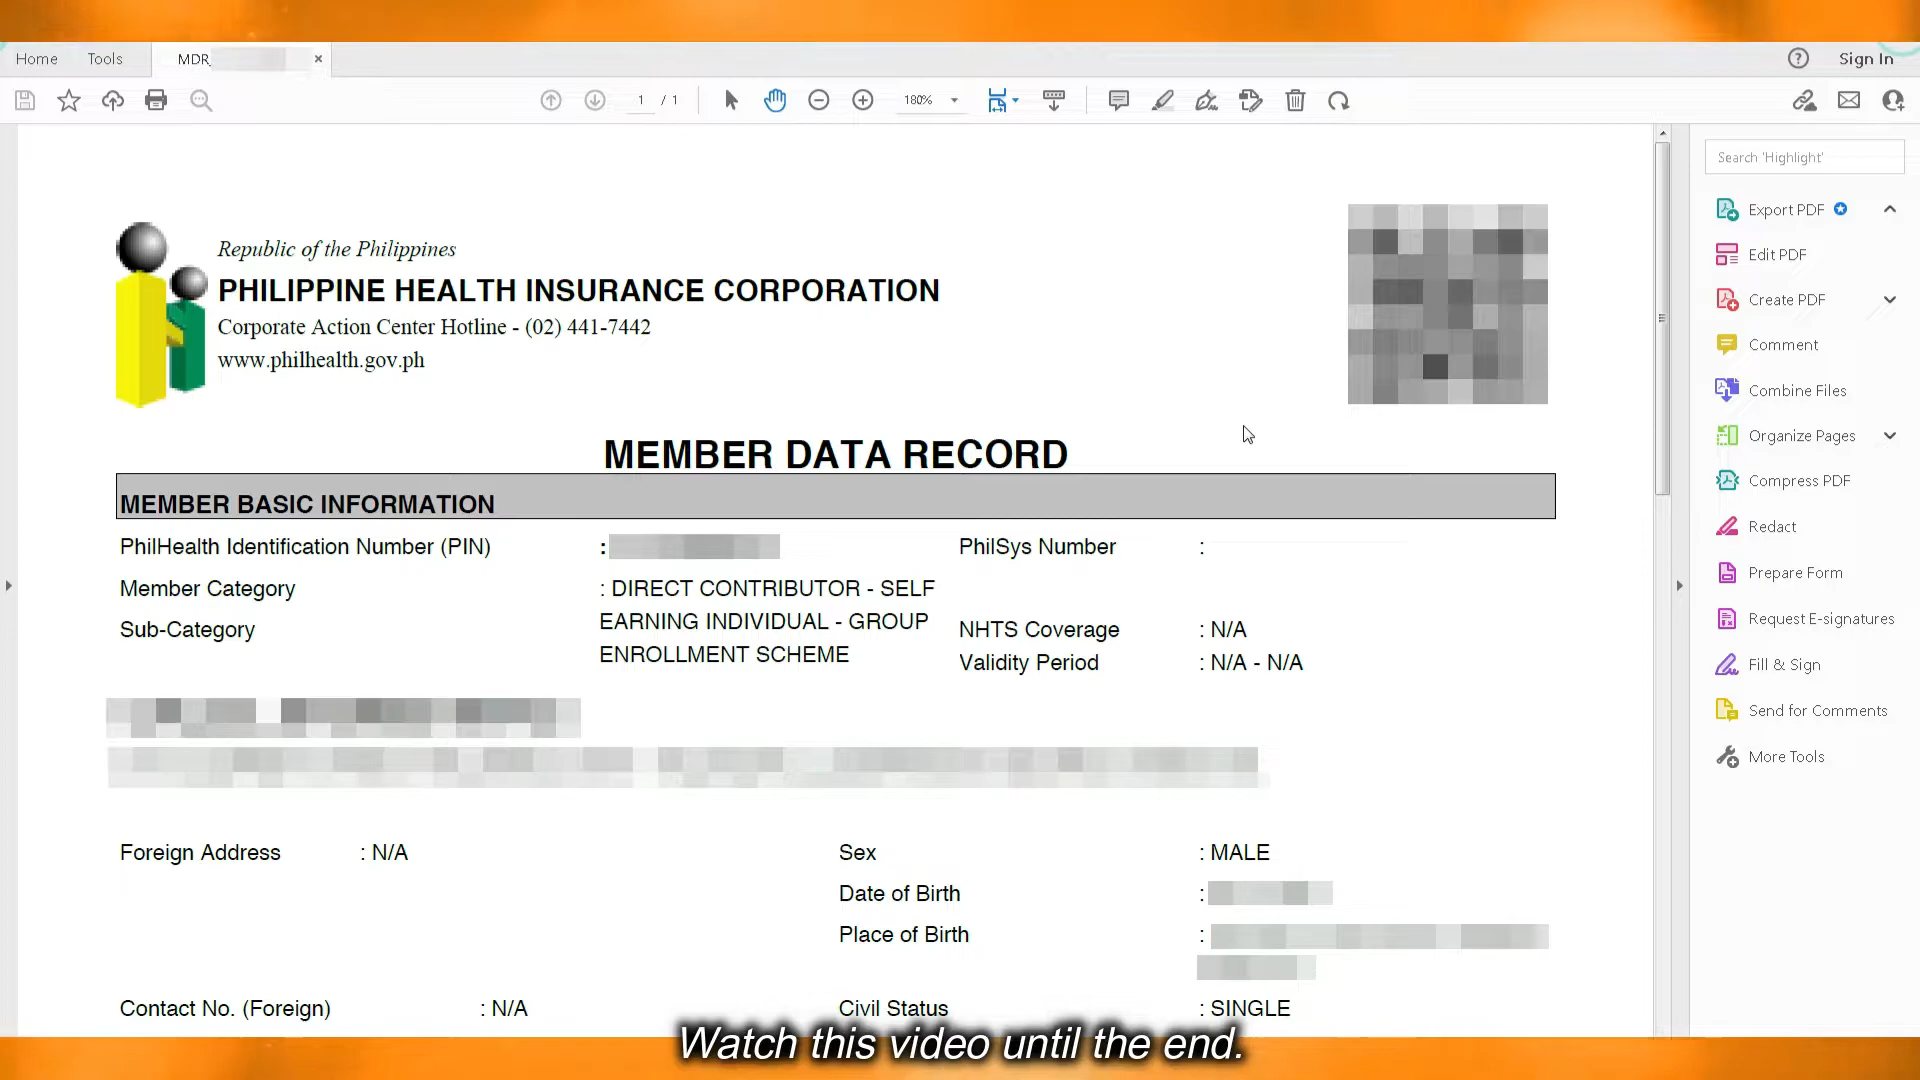 Home Tools MDR_ ×
? Sign In
1 / 1 180%
Search 'Highlight'
Export PDF
Edit PDF
Create PDF
Comment
Combine Files
Organize Pages
Compress PDF
Redact
Prepare Form
Request E-signatures
Fill & Sign
Send for Comments
More Tools
Republic of the Philippines
PHILIPPINE HEALTH INSURANCE CORPORATION
Corporate Action Center Hotline - (02) 441-7442
www.philhealth.gov.ph
MEMBER DATA RECORD
MEMBER BASIC INFORMATION
PhilHealth Identification Number (PIN) : PhilSys Number :
Member Category : DIRECT CONTRIBUTOR - SELF
EARNING INDIVIDUAL - GROUP
ENROLLMENT SCHEME
Sub-Category
NHTS Coverage : N/A
Validity Period : N/A - N/A
Foreign Address : N/A Sex : MALE
Date of Birth :
Place of Birth :
Contact No. (Foreign) : N/A Civil Status : SINGLE
Watch this video until the end.